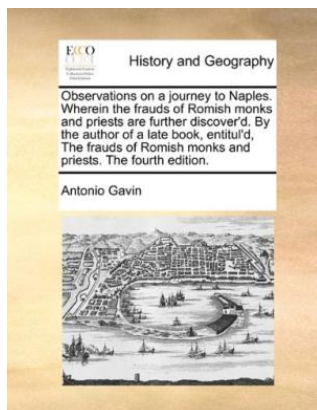 ECCO
History and Geography
Observations on a journey to Naples.
Wherein the frauds of Romish monks
and priests are further discover'd. By
the author of a late book, entitul'd,
The frauds of Romish monks and
priests. The fourth edition.
Antonio Gavin